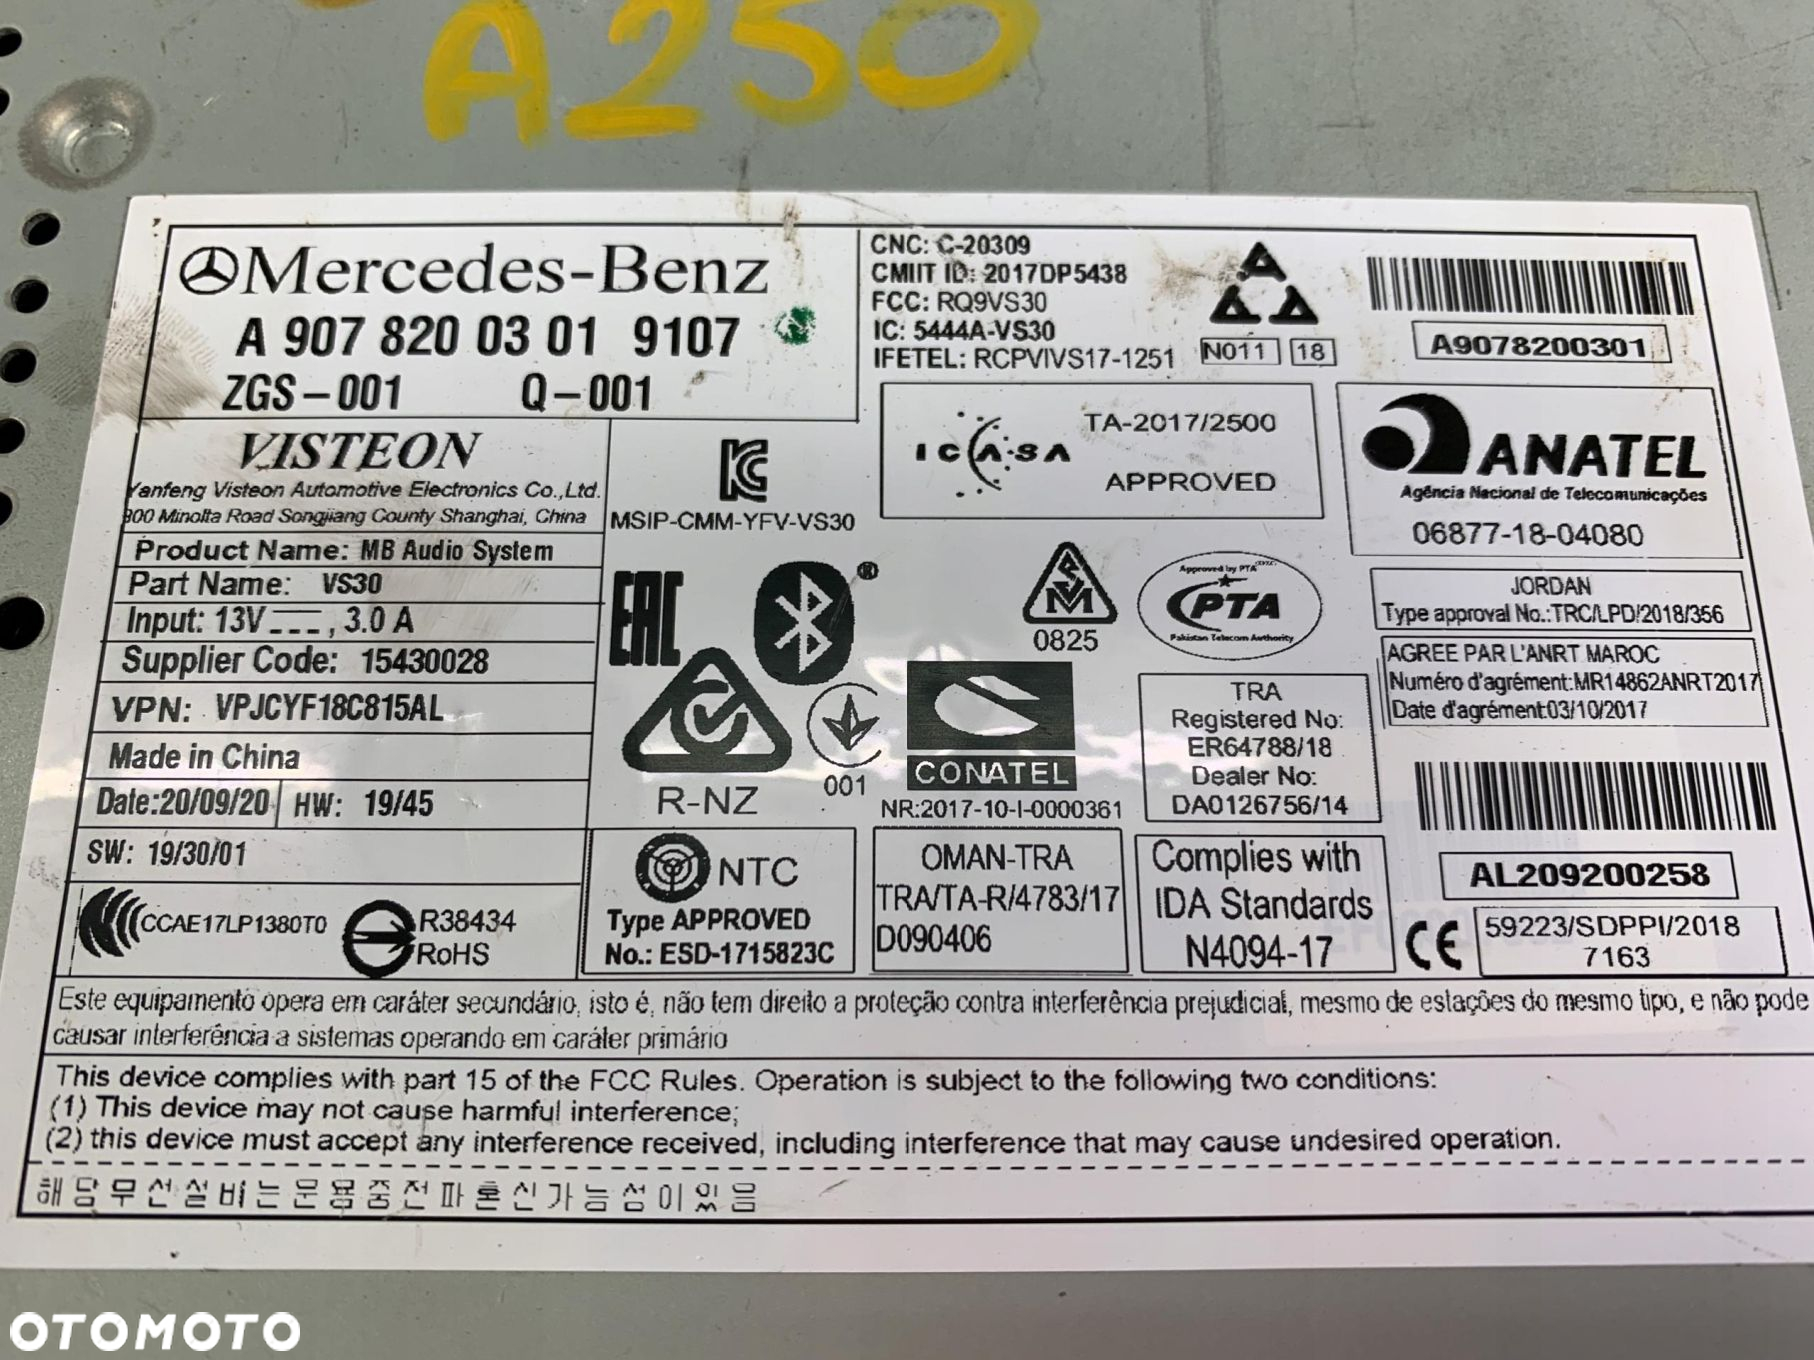 A250
Mercedes-Benz
A 907 820 03 01 9107
ZGS-001 Q-001
CNC: C-20309
CMIIT ID: 2017DP5438
FCC: RQ9VS30
IC: 5444A-VS30
IFETEL: RCPVIVS17-1251
N011 18
A9078200301
VISTEON
Yanfeng Visteon Automotive Electronics Co.,Ltd.
300 Minolta Road Songjiang County Shanghai, China
Product Name: MB Audio System
Part Name: VS30
Input: 13V , 3.0 A
Supplier Code: 15430028
VPN: VPJCYF18C815AL
Made in China
Date:20/09/20 HW: 19/45
SW: 19/30/01
CCAE17LP1380T0
R38434
RoHS
MSIP-CMM-YFV-VS30
EAC
R-NZ
001
ICASA
TA-2017/2500
APPROVED
0825
CONATEL
NR:2017-10-I-0000361
Approved by PTA
PTA
Pakistan Telecom Authority
TRA
Registered No:
ER64788/18
Dealer No:
DA0126756/14
ANATEL
Agência Nacional de Telecomunicações
06877-18-04080
JORDAN
Type approval No.:TRC/LPD/2018/356
AGREE PAR L'ANRT MAROC
Numéro d'agrément:MR14862ANRT2017
Date d'agrément:03/10/2017
AL209200258
NTC
Type APPROVED
No.: ESD-1715823C
OMAN-TRA
TRA/TA-R/4783/17
D090406
Complies with
IDA Standards
N4094-17
CE
59223/SDPPI/2018
7163
Este equipamento opera em caráter secundário, isto é, não tem direito a proteção contra interferência prejudicial, mesmo de estações do mesmo tipo, e não pode
causar interferência a sistemas operando em caráter primário
This device complies with part 15 of the FCC Rules. Operation is subject to the following two conditions:
(1) This device may not cause harmful interference;
(2) this device must accept any interference received, including interference that may cause undesired operation.
해당무선설비는운용중전파혼신가능성이있음
OTOMOTO